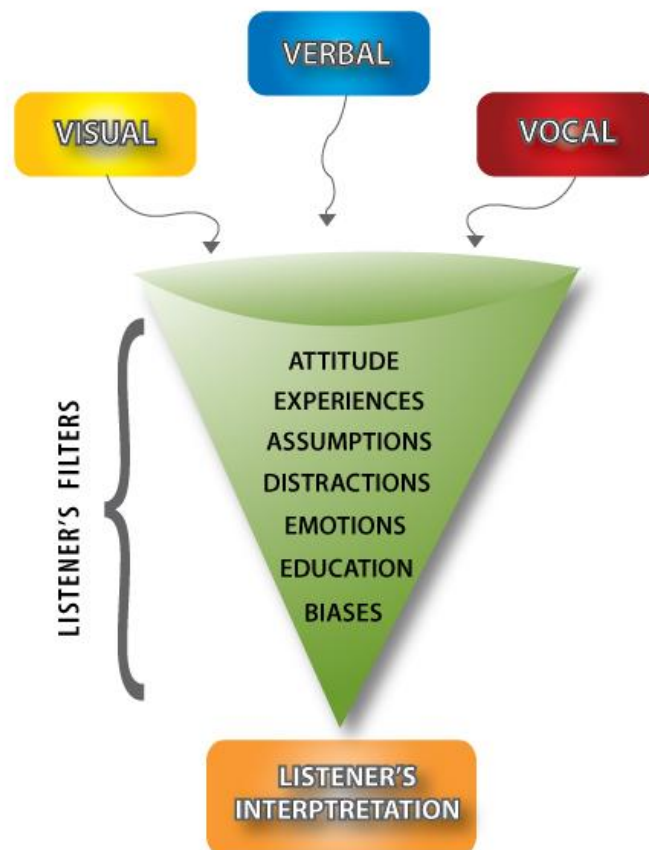 VERBAL
VISUAL
VOCAL
LISTENER'S FILTERS
ATTITUDE
EXPERIENCES
ASSUMPTIONS
DISTRACTIONS
EMOTIONS
EDUCATION
BIASES
LISTENER'S
INTERPTRETATION